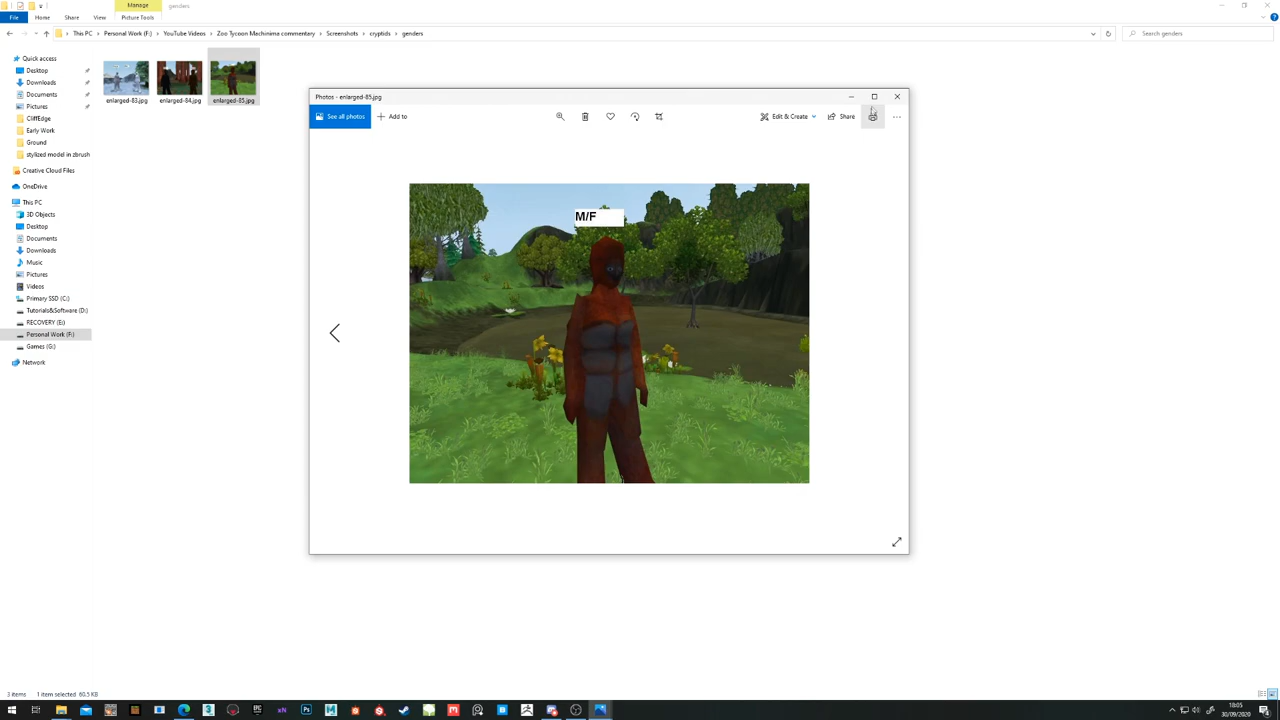 Manage
genders
File
Home
Share
View
Picture Tools
This PC
Personal Work (F:)
YouTube Videos
Zoo Tycoon Machinima commentary
Screenshots
cryptids
genders
Search genders
Quick access
Desktop
Downloads
Documents
Pictures
CliffEdge
Early Work
Ground
stylized model in zbrush
Creative Cloud Files
OneDrive
This PC
3D Objects
Desktop
Documents
Downloads
Music
Pictures
Videos
Primary SSD (C:)
Tutorials&Software (D:)
RECOVERY (E:)
Personal Work (F:)
Games (G:)
Network
enlarged-83.jpg
enlarged-84.jpg
enlarged-85.jpg
Photos - enlarged-85.jpg
See all photos
Add to
Edit & Create
Share
M/F
3 items
1 item selected 60.5 KB
18:05
30/09/2020